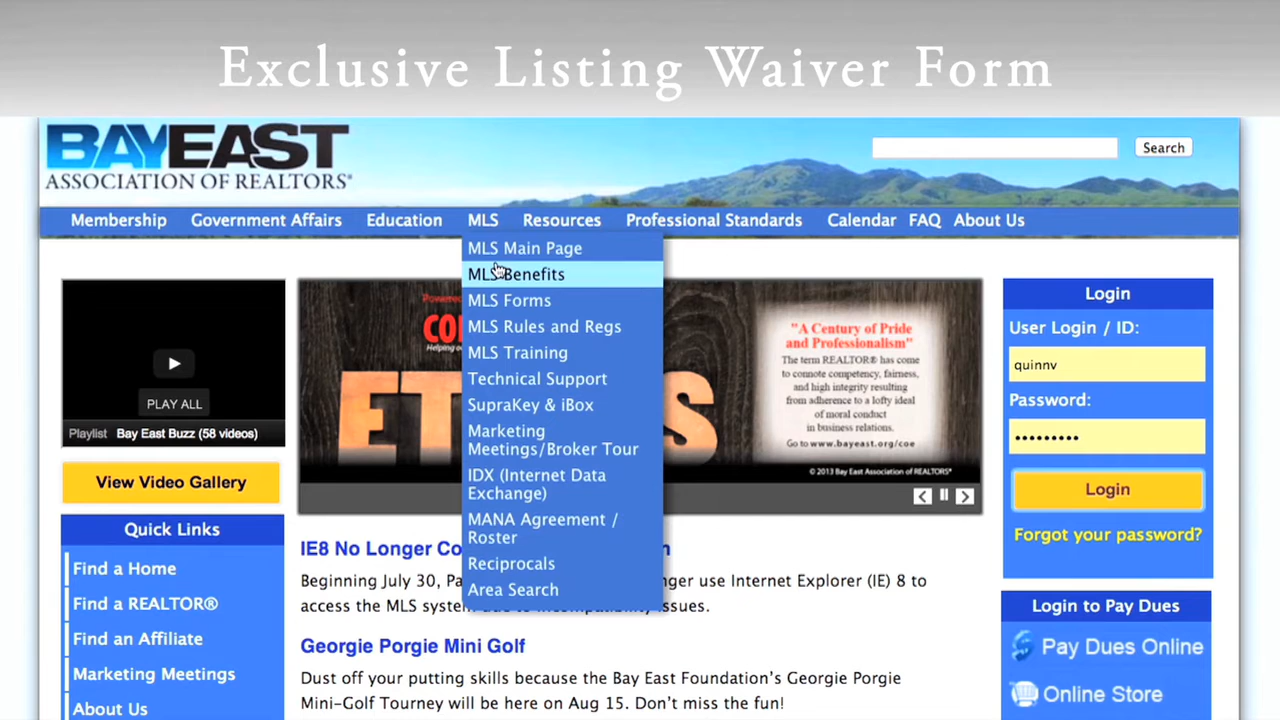 Exclusive Listing Waiver Form
BAYEAST
ASSOCIATION OF REALTORS®
Search
Membership Government Affairs Education MLS Resources Professional Standards Calendar FAQ About Us
MLS Main Page
MLS Benefits
MLS Forms
MLS Rules and Regs
MLS Training
Technical Support
SupraKey & iBox
Marketing
Meetings/Broker Tour
IDX (Internet Data
Exchange)
MANA Agreement /
Roster
Reciprocals
Area Search
PLAY ALL
Playlist Bay East Buzz (58 videos)
View Video Gallery
Quick Links
Find a Home
Find a REALTOR®
Find an Affiliate
Marketing Meetings
About Us
Powered
Helping
"A Century of Pride
and Professionalism"
The term REALTOR® has come
to connote competency, fairness,
and high integrity resulting
from adherence to a lofty ideal
of moral conduct
in business relations.
Go to www.bayeast.org/coe
© 2013 Bay East Association of REALTORS®
IE8 No Longer
Beginning July 30, use Internet Explorer (IE) 8 to
access the MLS system due to incompatibility issues.
Georgie Porgie Mini Golf
Dust off your putting skills because the Bay East Foundation's Georgie Porgie
Mini-Golf Tourney will be here on Aug 15. Don't miss the fun!
Login
User Login / ID:
quinnv
Password:
•••••••••
Login
Forgot your password?
Login to Pay Dues
Pay Dues Online
Online Store